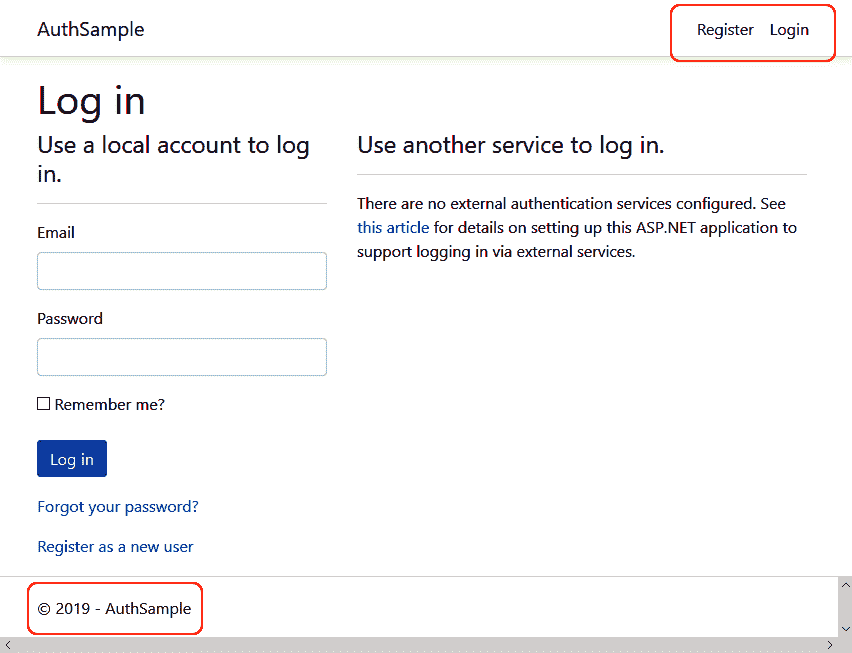 AuthSample
Register Login
Log in
Use a local account to log
in.
Email
Password
Remember me?
Log in
Forgot your password?
Register as a new user
Use another service to log in.
There are no external authentication services configured. See
this article for details on setting up this ASP.NET application to
support logging in via external services.
© 2019 - AuthSample